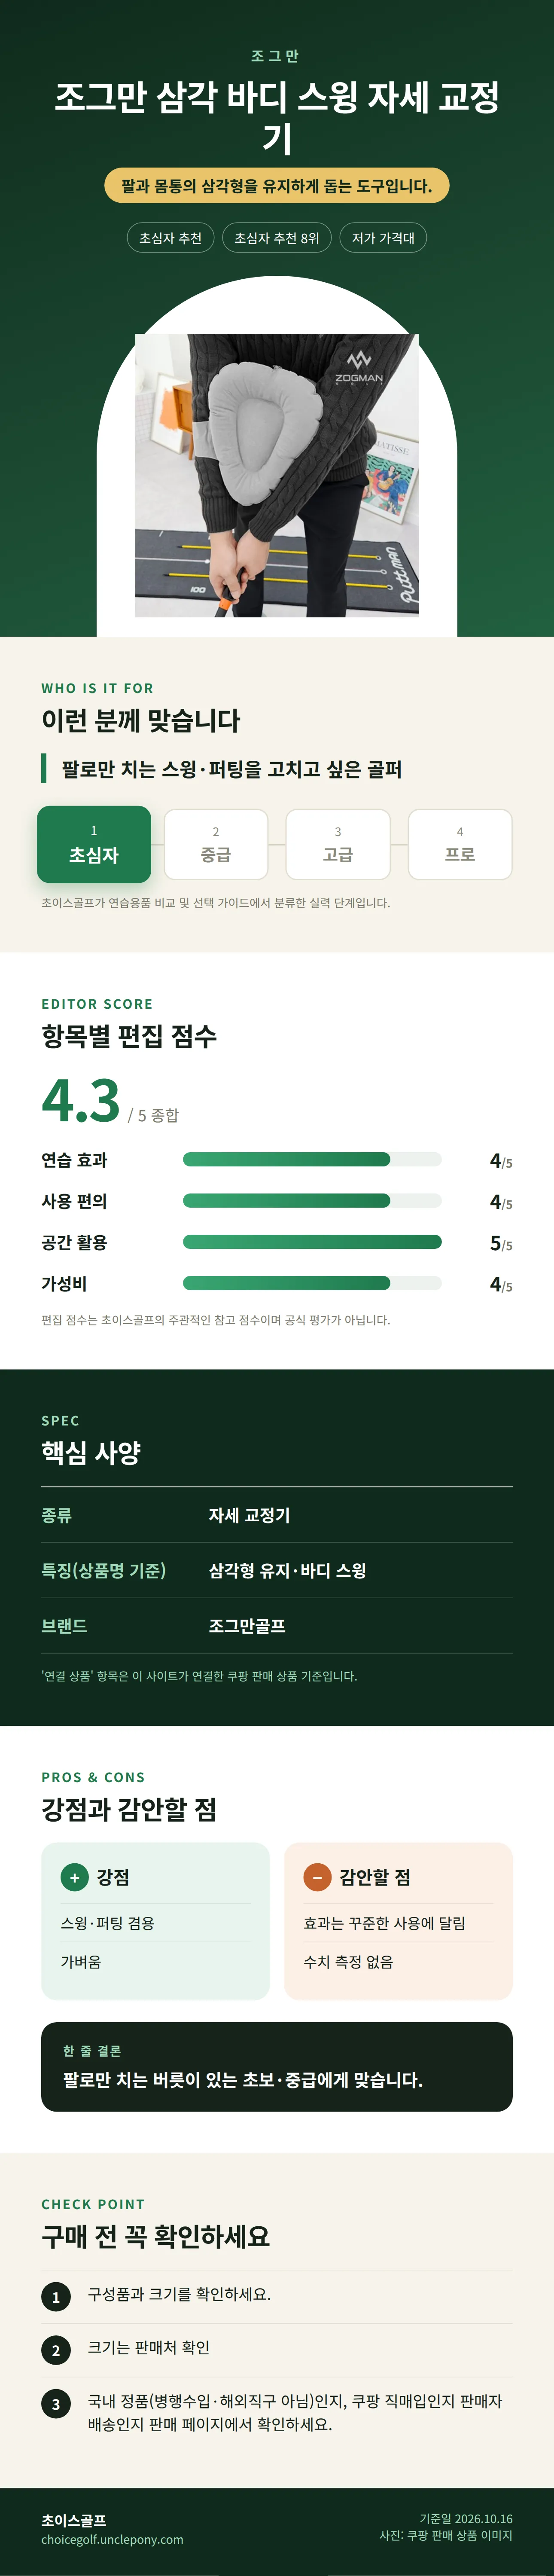 조그만
조그만 삼각 바디 스윙 자세 교정
기
팔과 몸통의 삼각형을 유지하게 돕는 도구입니다.
초심자 추천
초심자 추천 8위
저가 가격대
ZOGMAN
GOLF
MATISSE
100
PUTTMAN
WHO IS IT FOR
이런 분께 맞습니다
팔로만 치는 스윙·퍼팅을 고치고 싶은 골퍼
1
초심자
2
중급
3
고급
4
프로
초이스골프가 연습용품 비교 및 선택 가이드에서 분류한 실력 단계입니다.
EDITOR SCORE
항목별 편집 점수
4.3 / 5 종합
연습 효과 4/5
사용 편의 4/5
공간 활용 5/5
가성비 4/5
편집 점수는 초이스골프의 주관적인 참고 점수이며 공식 평가가 아닙니다.
SPEC
핵심 사양
종류 자세 교정기
특징(상품명 기준) 삼각형 유지·바디 스윙
브랜드 조그만골프
'연결 상품' 항목은 이 사이트가 연결한 쿠팡 판매 상품 기준입니다.
PROS & CONS
강점과 감안할 점
+ 강점
스윙·퍼팅 겸용
가벼움
− 감안할 점
효과는 꾸준한 사용에 달림
수치 측정 없음
한 줄 결론
팔로만 치는 버릇이 있는 초보·중급에게 맞습니다.
CHECK POINT
구매 전 꼭 확인하세요
1 구성품과 크기를 확인하세요.
2 크기는 판매처 확인
3 국내 정품(병행수입·해외직구 아님)인지, 쿠팡 직매입인지 판매자
배송인지 판매 페이지에서 확인하세요.
초이스골프
choicegolf.unclepony.com
기준일 2026.10.16
사진: 쿠팡 판매 상품 이미지